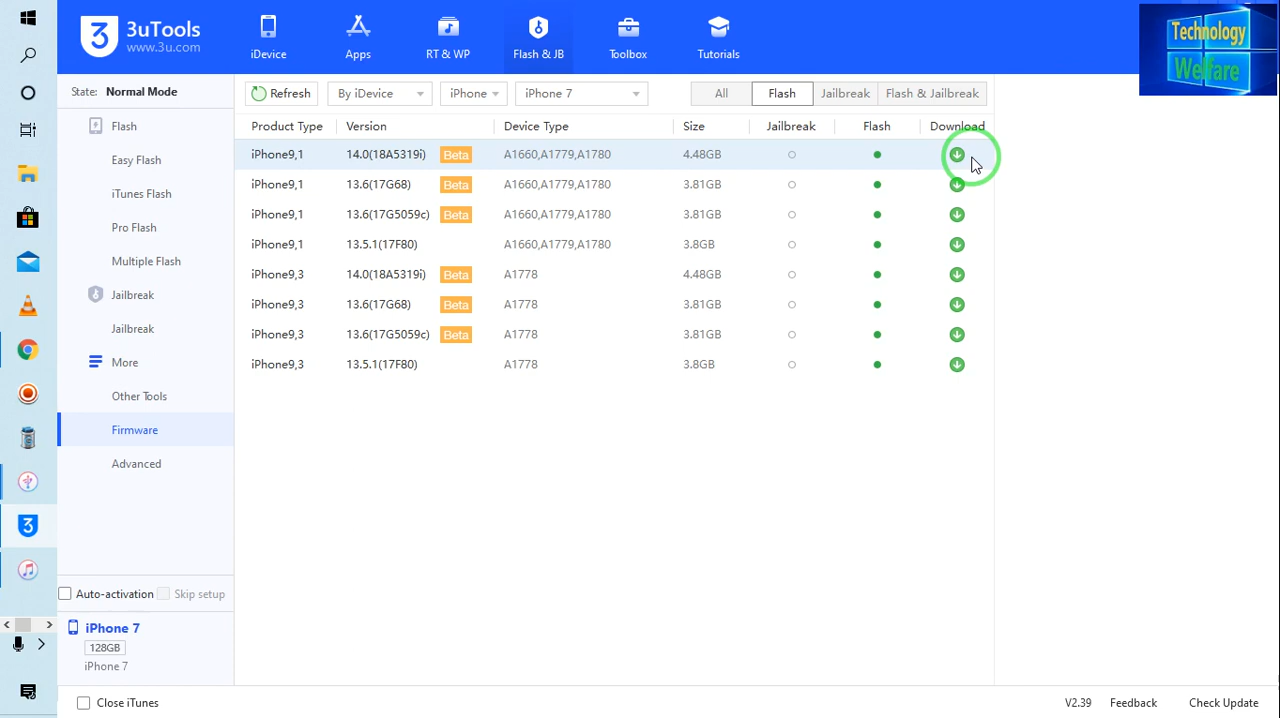 3 3uTools
www.3u.com
iDevice
Apps
RT & WP
Flash & JB
Toolbox
Tutorials
Technology
Welfare
State: Normal Mode
Refresh By iDevice iPhone iPhone 7 All Flash Jailbreak Flash & Jailbreak
Product Type Version Device Type Size Jailbreak Flash Download
iPhone9,1 14.0(18A5319i) Beta A1660,A1779,A1780 4.48GB
iPhone9,1 13.6(17G68) Beta A1660,A1779,A1780 3.81GB
iPhone9,1 13.6(17G5059c) Beta A1660,A1779,A1780 3.81GB
iPhone9,1 13.5.1(17F80) A1660,A1779,A1780 3.8GB
iPhone9,3 14.0(18A5319i) Beta A1778 4.48GB
iPhone9,3 13.6(17G68) Beta A1778 3.81GB
iPhone9,3 13.6(17G5059c) Beta A1778 3.81GB
iPhone9,3 13.5.1(17F80) A1778 3.8GB
Flash
Easy Flash
iTunes Flash
Pro Flash
Multiple Flash
Jailbreak
Jailbreak
More
Other Tools
Firmware
Advanced
3
Auto-activation Skip setup
iPhone 7
128GB
iPhone 7
Close iTunes
V2.39 Feedback Check Update